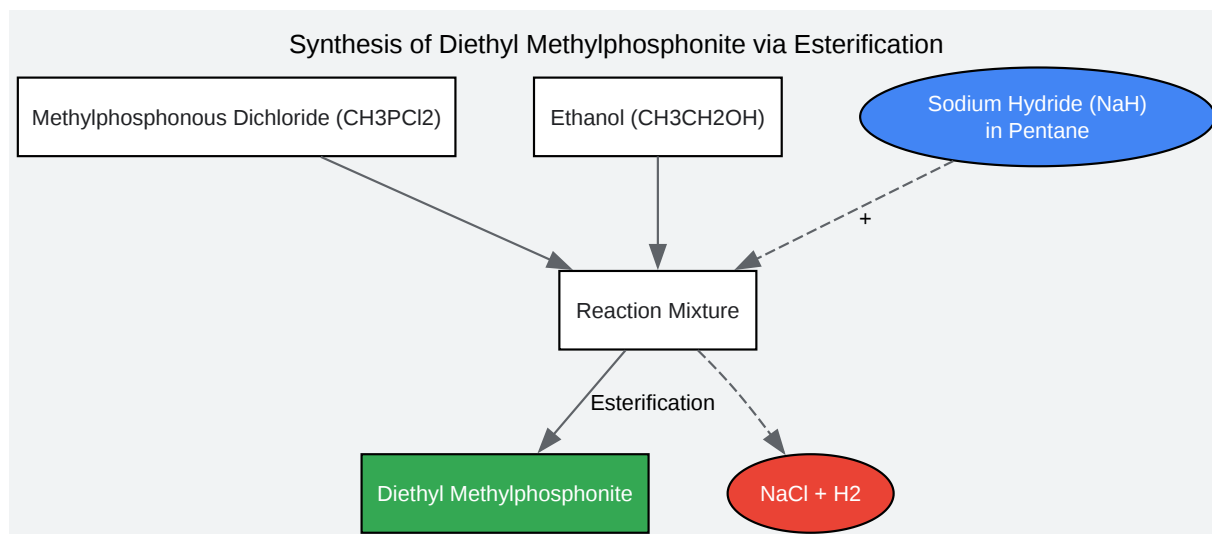 Synthesis of Diethyl Methylphosphonite via Esterification
Methylphosphonous Dichloride (CH3PCl2)
Ethanol (CH3CH2OH)
Sodium Hydride (NaH)
in Pentane
+
Reaction Mixture
Esterification
Diethyl Methylphosphonite
NaCl + H2